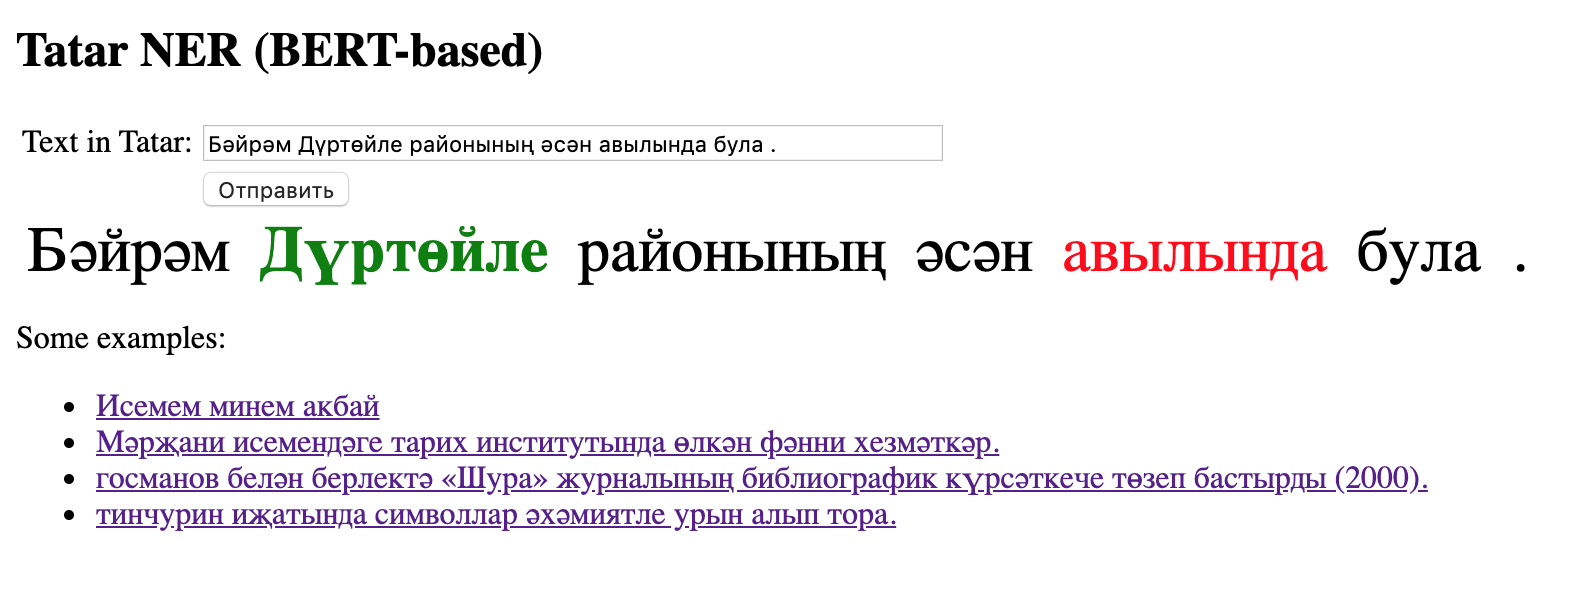 Tatar NER (BERT-based)
Text in Tatar: Бәйрәм Дүртөйле районының әсән авылында була .
Отправить
Бәйрәм Дүртөйле районының әсән авылында була .
Some examples:
Исемем минем акбай
Мәрҗани исемендәге тарих институтында өлкән фәнни хезмәткәр.
госманов белән берлектә «Шура» журналының библиографик күрсәткече төзеп бастырды (2000).
тинчурин иҗатында символлар әхәмиятле урын алып тора.